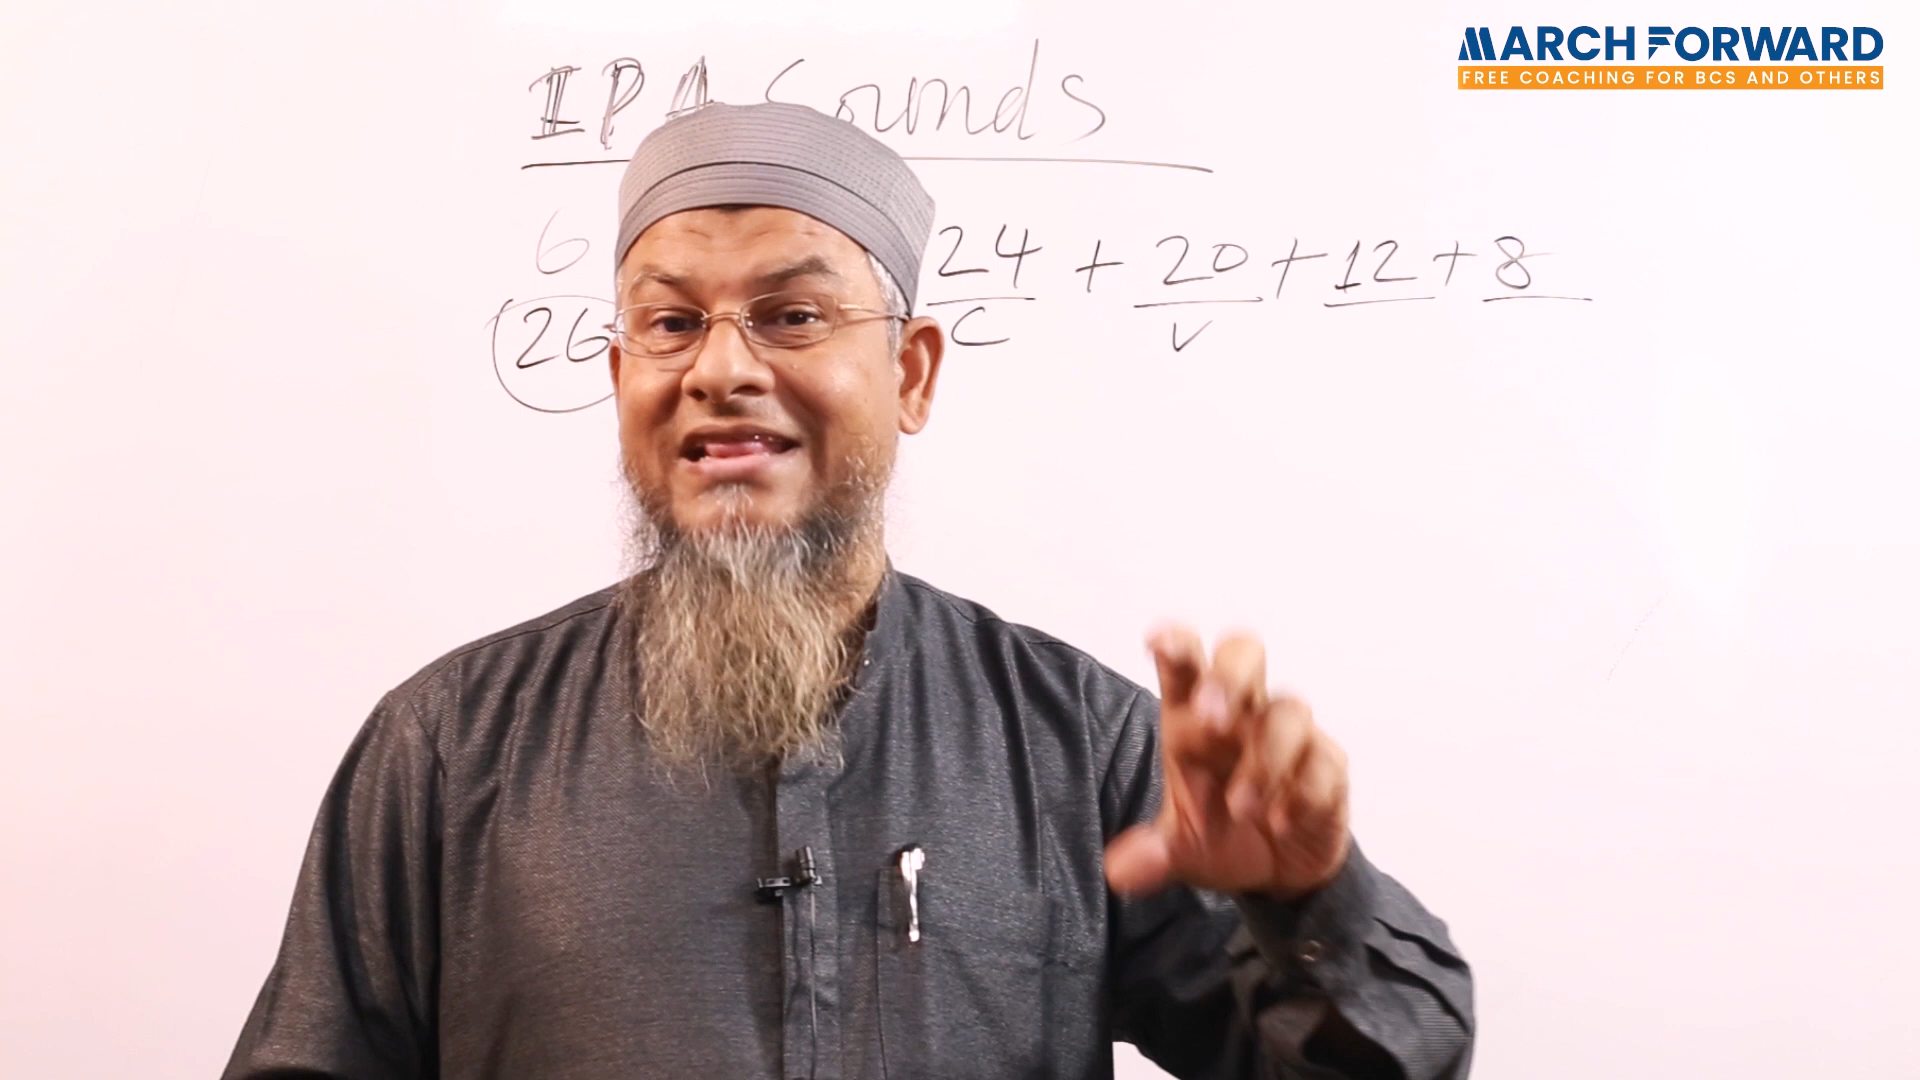 MARCH FORWARD
FREE COACHING FOR BCS AND OTHERS
IPA Sounds
6 24 + 20 + 12 + 8
26 C V